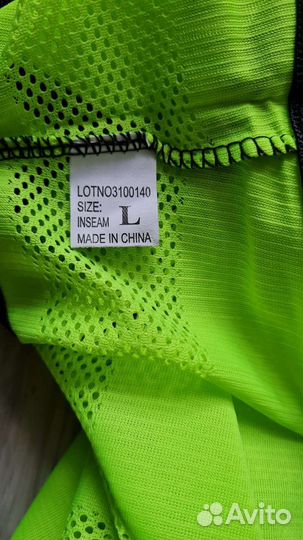 LOTNO3100140
SIZE:
INSEAM L
MADE IN CHINA
Avito